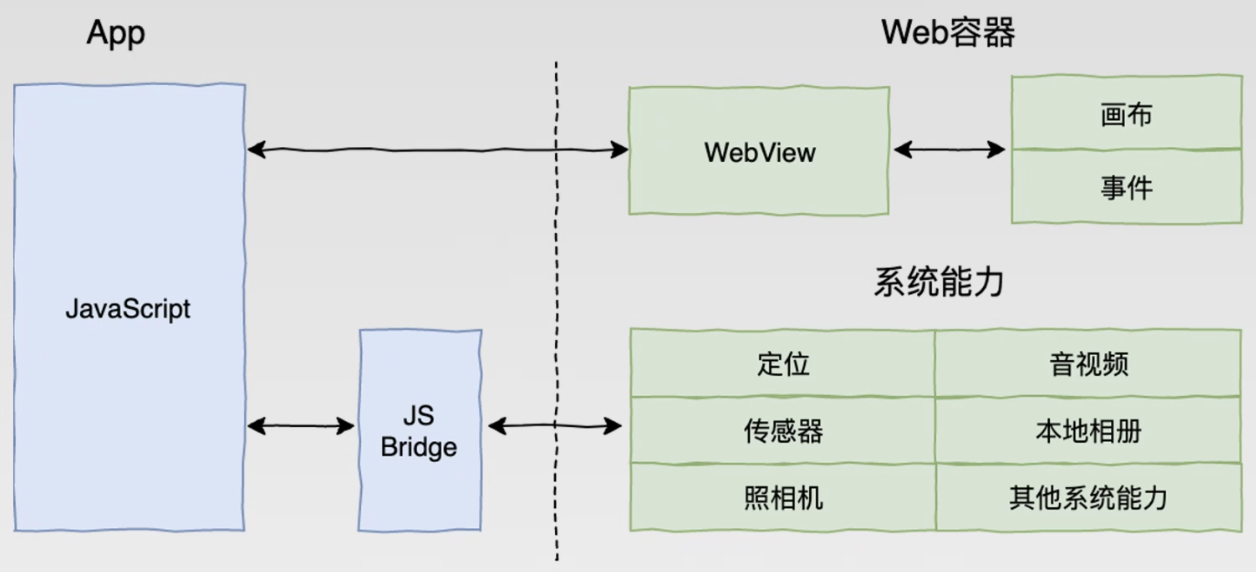 App
Web容器
JavaScript
WebView
画布
事件
系统能力
JS
Bridge
定位
音视频
传感器
本地相册
照相机
其他系统能力